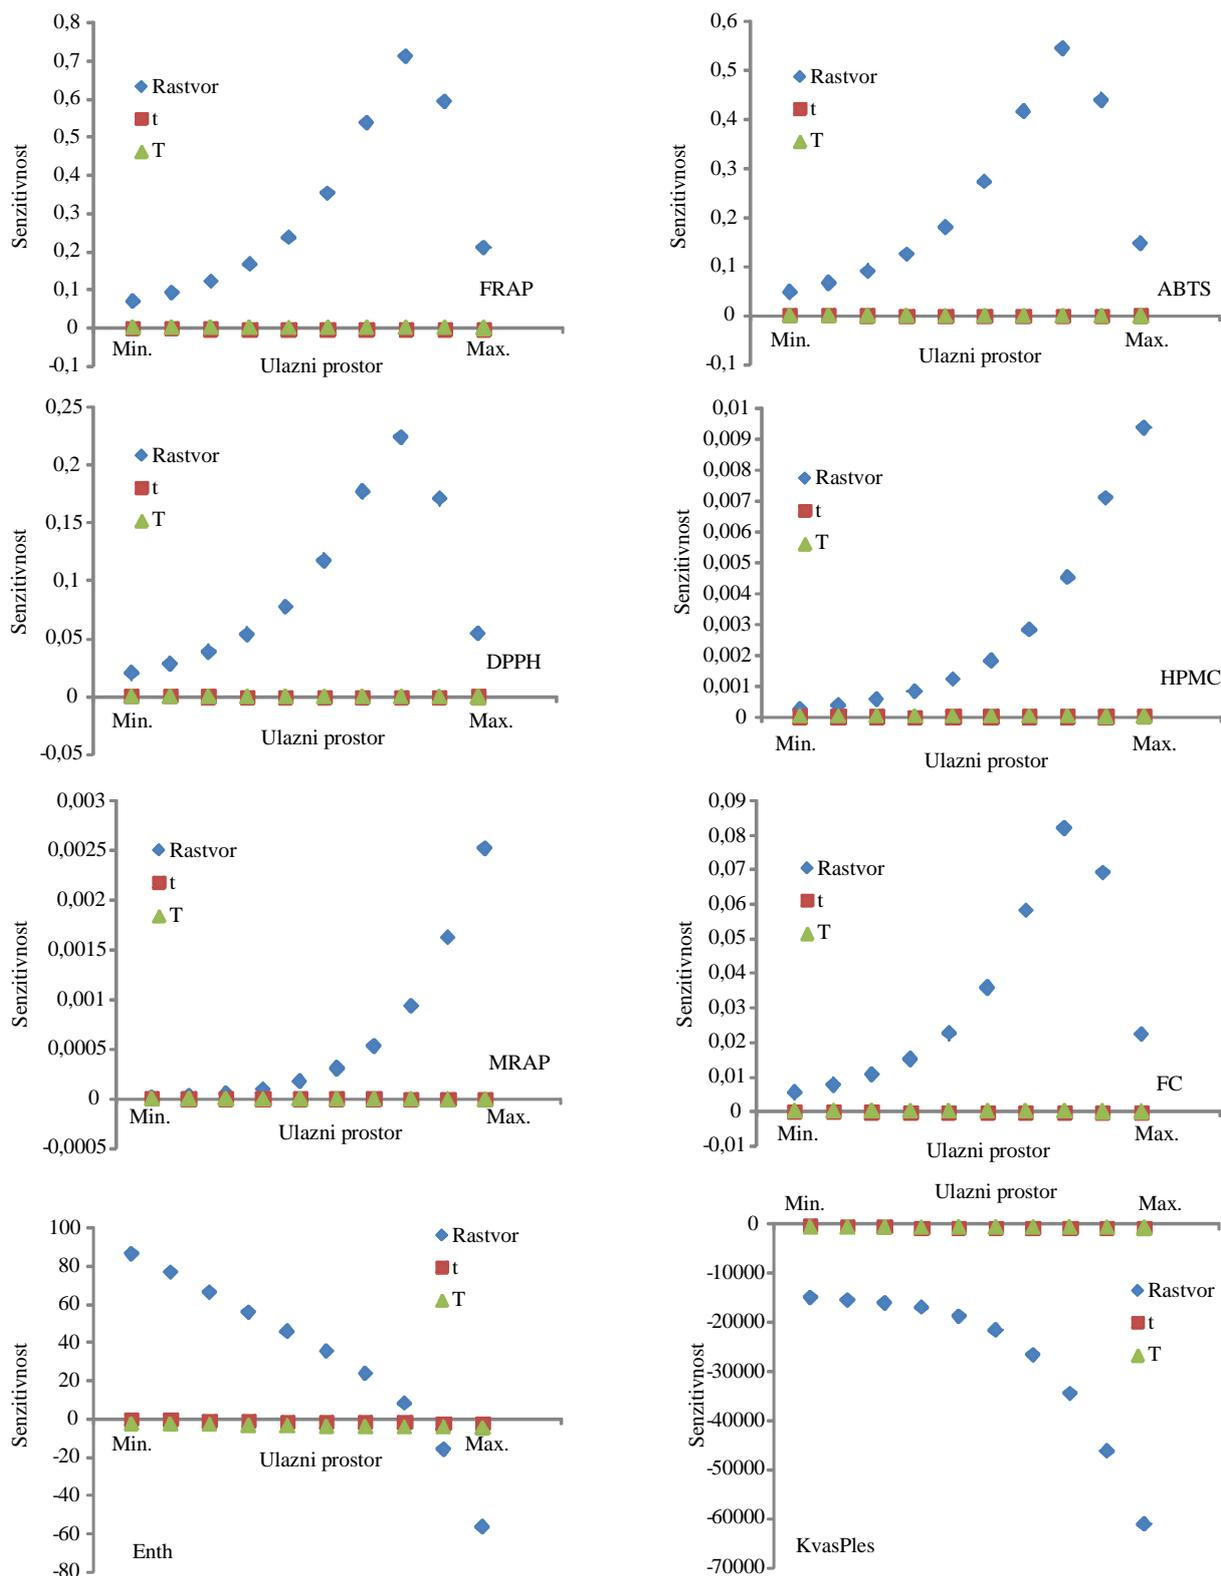 0,8
0,7
0,6
0,5
0,4
0,3
0,2
0,1
0
-0,1
Senzitivnost
Rastvor
t
T
FRAP
Min.
Max.
Ulazni prostor
0,6
0,5
0,4
0,3
0,2
0,1
0
-0,1
Senzitivnost
Rastvor
t
T
ABTS
Min.
Max.
Ulazni prostor
0,25
0,2
0,15
0,1
0,05
0
-0,05
Senzitivnost
Rastvor
t
T
DPPH
Min.
Max.
Ulazni prostor
0,01
0,009
0,008
0,007
0,006
0,005
0,004
0,003
0,002
0,001
0
Senzitivnost
Rastvor
t
T
HPMC
Min.
Max.
Ulazni prostor
0,003
0,0025
0,002
0,0015
0,001
0,0005
0
-0,0005
Senzitivnost
Rastvor
t
T
MRAP
Min.
Max.
Ulazni prostor
0,09
0,08
0,07
0,06
0,05
0,04
0,03
0,02
0,01
0
-0,01
Senzitivnost
Rastvor
t
T
FC
Min.
Max.
Ulazni prostor
100
80
60
40
20
0
-20
-40
-60
-80
Senzitivnost
Rastvor
t
T
Min.
Max.
Ulazni prostor
Enth
Ulazni prostor
Min.
Max.
0
-10000
-20000
-30000
-40000
-50000
-60000
-70000
Senzitivnost
Rastvor
t
T
KvasPles